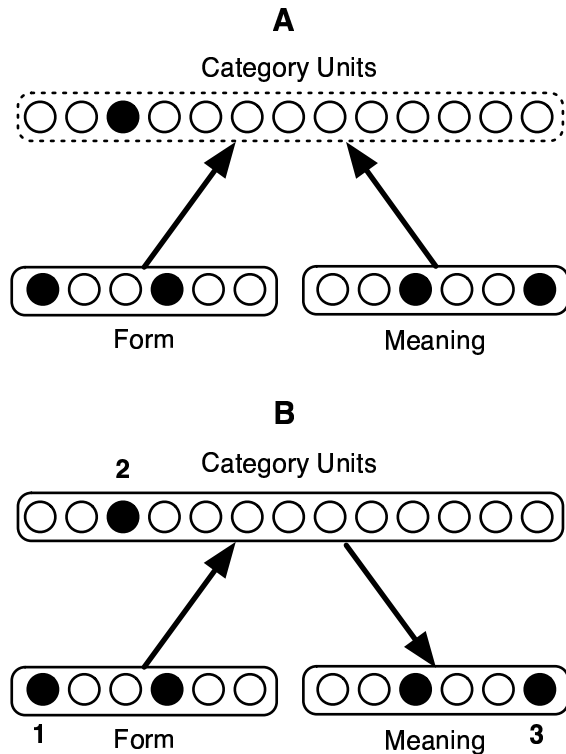 A
Category Units
Form Meaning
B
2 Category Units
1 Form Meaning 3